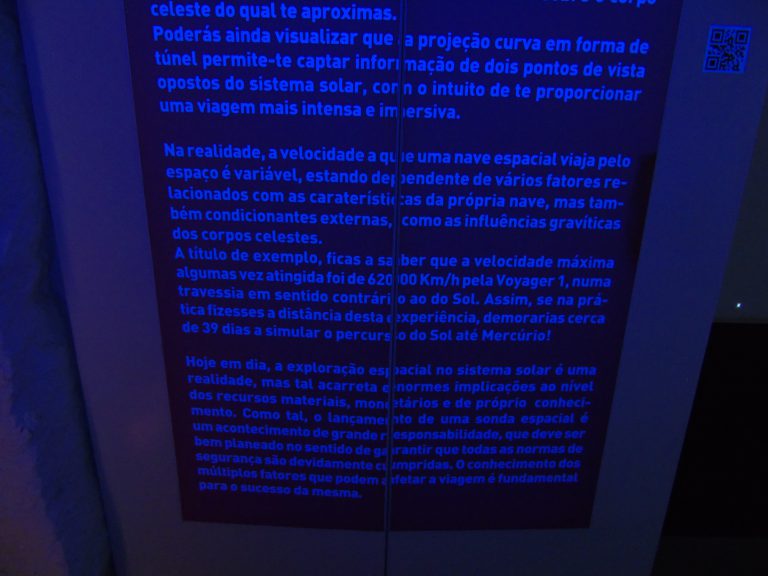 celeste do qual te aproximas.
Poderás ainda visualizar que a projeção curva em forma de
túnel permite-te captar informação de dois pontos de vista
opostos do sistema solar, com o intuito de te proporcionar
uma viagem mais intensa e imersiva.
Na realidade, a velocidade a que uma nave espacial viaja pelo
espaço é variável, estando dependente de vários fatores re-
lacionados com as caraterísticas da própria nave, mas tam-
bém condicionantes externas, como as influências gravíticas
dos corpos celestes.
A título de exemplo, ficas a saber que a velocidade máxima
algumas vez atingida foi de 62000 Km/h pela Voyager 1, numa
travessia em sentido contrário ao do Sol. Assim, se na prá-
tica fizesses a distância desta experiência, demorarias cerca
de 39 dias a simular o percurso do Sol até Mercúrio!
Hoje em dia, a exploração espacial no sistema solar é uma
realidade, mas tal acarreta enormes implicações ao nível
dos recursos materiais, monetários e de próprio conheci-
mento. Como tal, o lançamento de uma sonda espacial é
um acontecimento de grande responsabilidade, que deve ser
bem planeado no sentido de garantir que todas as normas de
segurança são devidamente cumpridas. O conhecimento dos
múltiplos fatores que podem afetar a viagem é fundamental
para o sucesso da mesma.